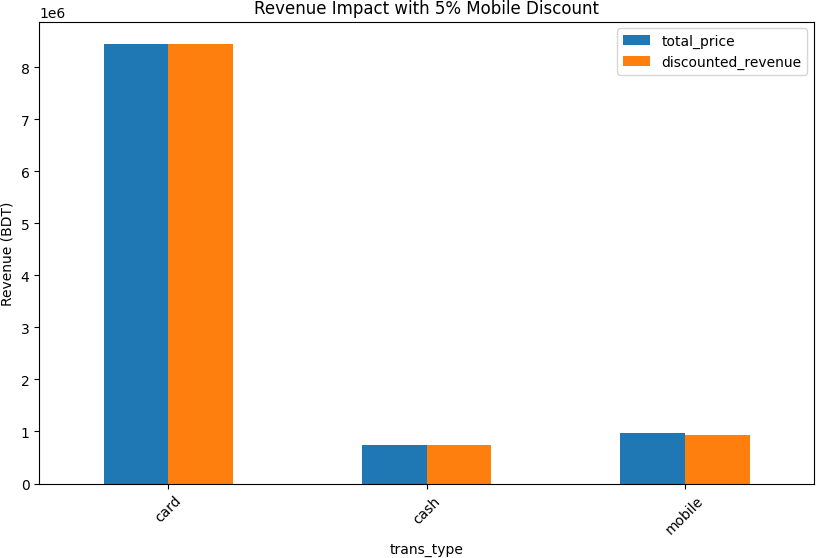 Revenue Impact with 5% Mobile Discount
1e6
total_price
discounted_revenue
8
7
6
5
4
3
2
1
0
Revenue (BDT)
card
cash
mobile
trans_type